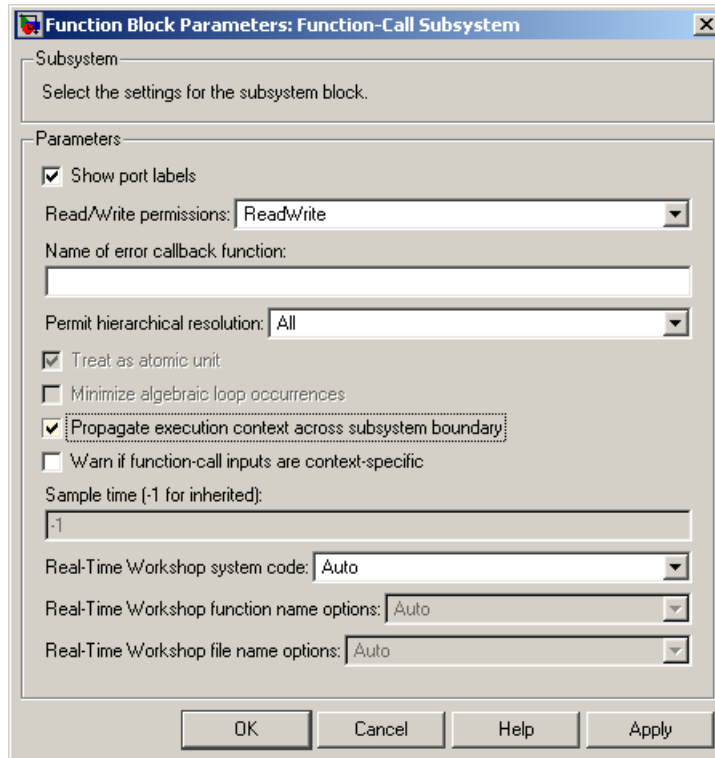 Function Block Parameters: Function-Call Subsystem
Subsystem
Select the settings for the subsystem block.
Parameters
Show port labels
Read/Write permissions: ReadWrite
Name of error callback function:
Permit hierarchical resolution: All
Treat as atomic unit
Minimize algebraic loop occurrences
Propagate execution context across subsystem boundary
Warn if function-call inputs are context-specific
Sample time (-1 for inherited):
-1
Real-Time Workshop system code: Auto
Real-Time Workshop function name options: Auto
Real-Time Workshop file name options: Auto
OK Cancel Help Apply